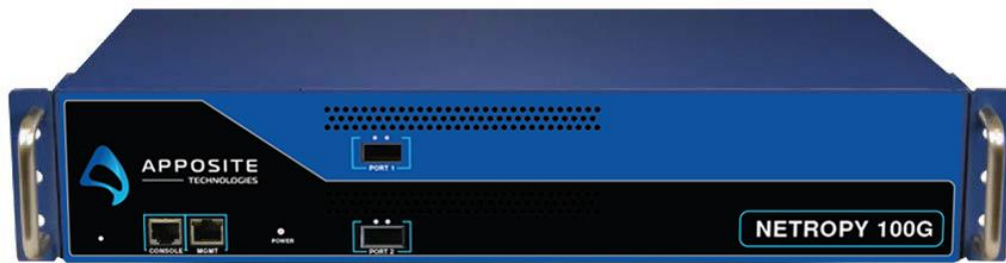 PORT 1
APPOSITE
TECHNOLOGIES
CONSOLE MGMT
POWER
PORT 2
NETROPY 100G